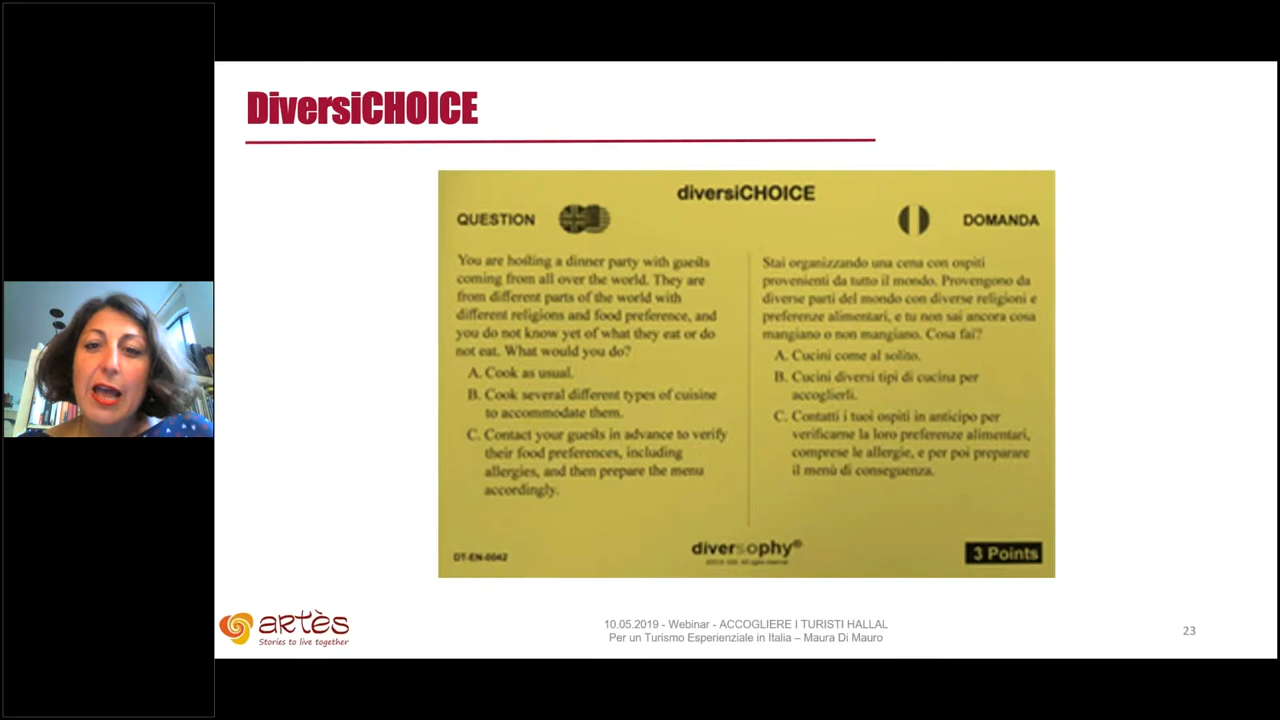 DiversiCHOICE
diversiCHOICE
QUESTION
DOMANDA
You are hosting a dinner party with guests
coming from all over the world. They are
from different parts of the world with
different religions and food preference, and
you do not know yet of what they eat or do
not eat. What would you do?
A. Cook as usual.
B. Cook several different types of cuisine
to accommodate them.
C. Contact your guests in advance to verify
their food preferences, including
allergies, and then prepare the menu
accordingly.
Stai organizzando una cena con ospiti
provenienti da tutto il mondo. Provengono da
diverse parti del mondo con diverse religioni e
preferenze alimentari, e tu non sai ancora cosa
mangiano o non mangiano. Cosa fai?
A. Cucini come al solito.
B. Cucini diversi tipi di cucina per
accoglierli.
C. Contatti i tuoi ospiti in anticipo per
verificarne la loro preferenze alimentari,
comprese le allergie, e per poi preparare
il menù di conseguenza.
DT-EN-0042
diversophy®
3 Points
artès
Stories to live together
10.05.2019 - Webinar - ACCOGLIERE I TURISTI HALLAL
Per un Turismo Esperienziale in Italia – Maura Di Mauro
23